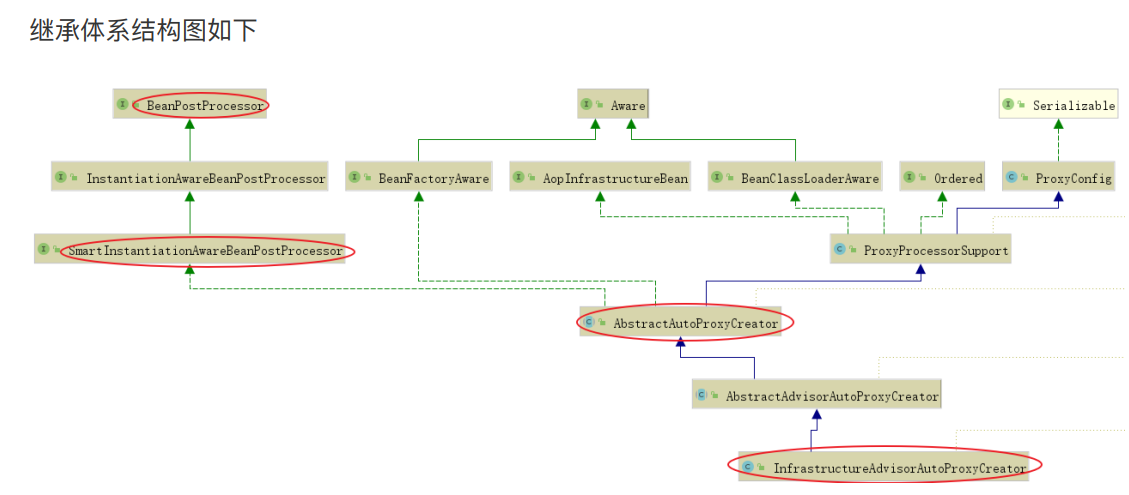 继承体系结构图如下
BeanPostProcessor
Aware
Serializable
InstantiationAwareBeanPostProcessor
BeanFactoryAware
AopInfrastructureBean
BeanClassLoaderAware
Ordered
ProxyConfig
SmartInstantiationAwareBeanPostProcessor
ProxyProcessorSupport
AbstractAutoProxyCreator
AbstractAdvisorAutoProxyCreator
InfrastructureAdvisorAutoProxyCreator